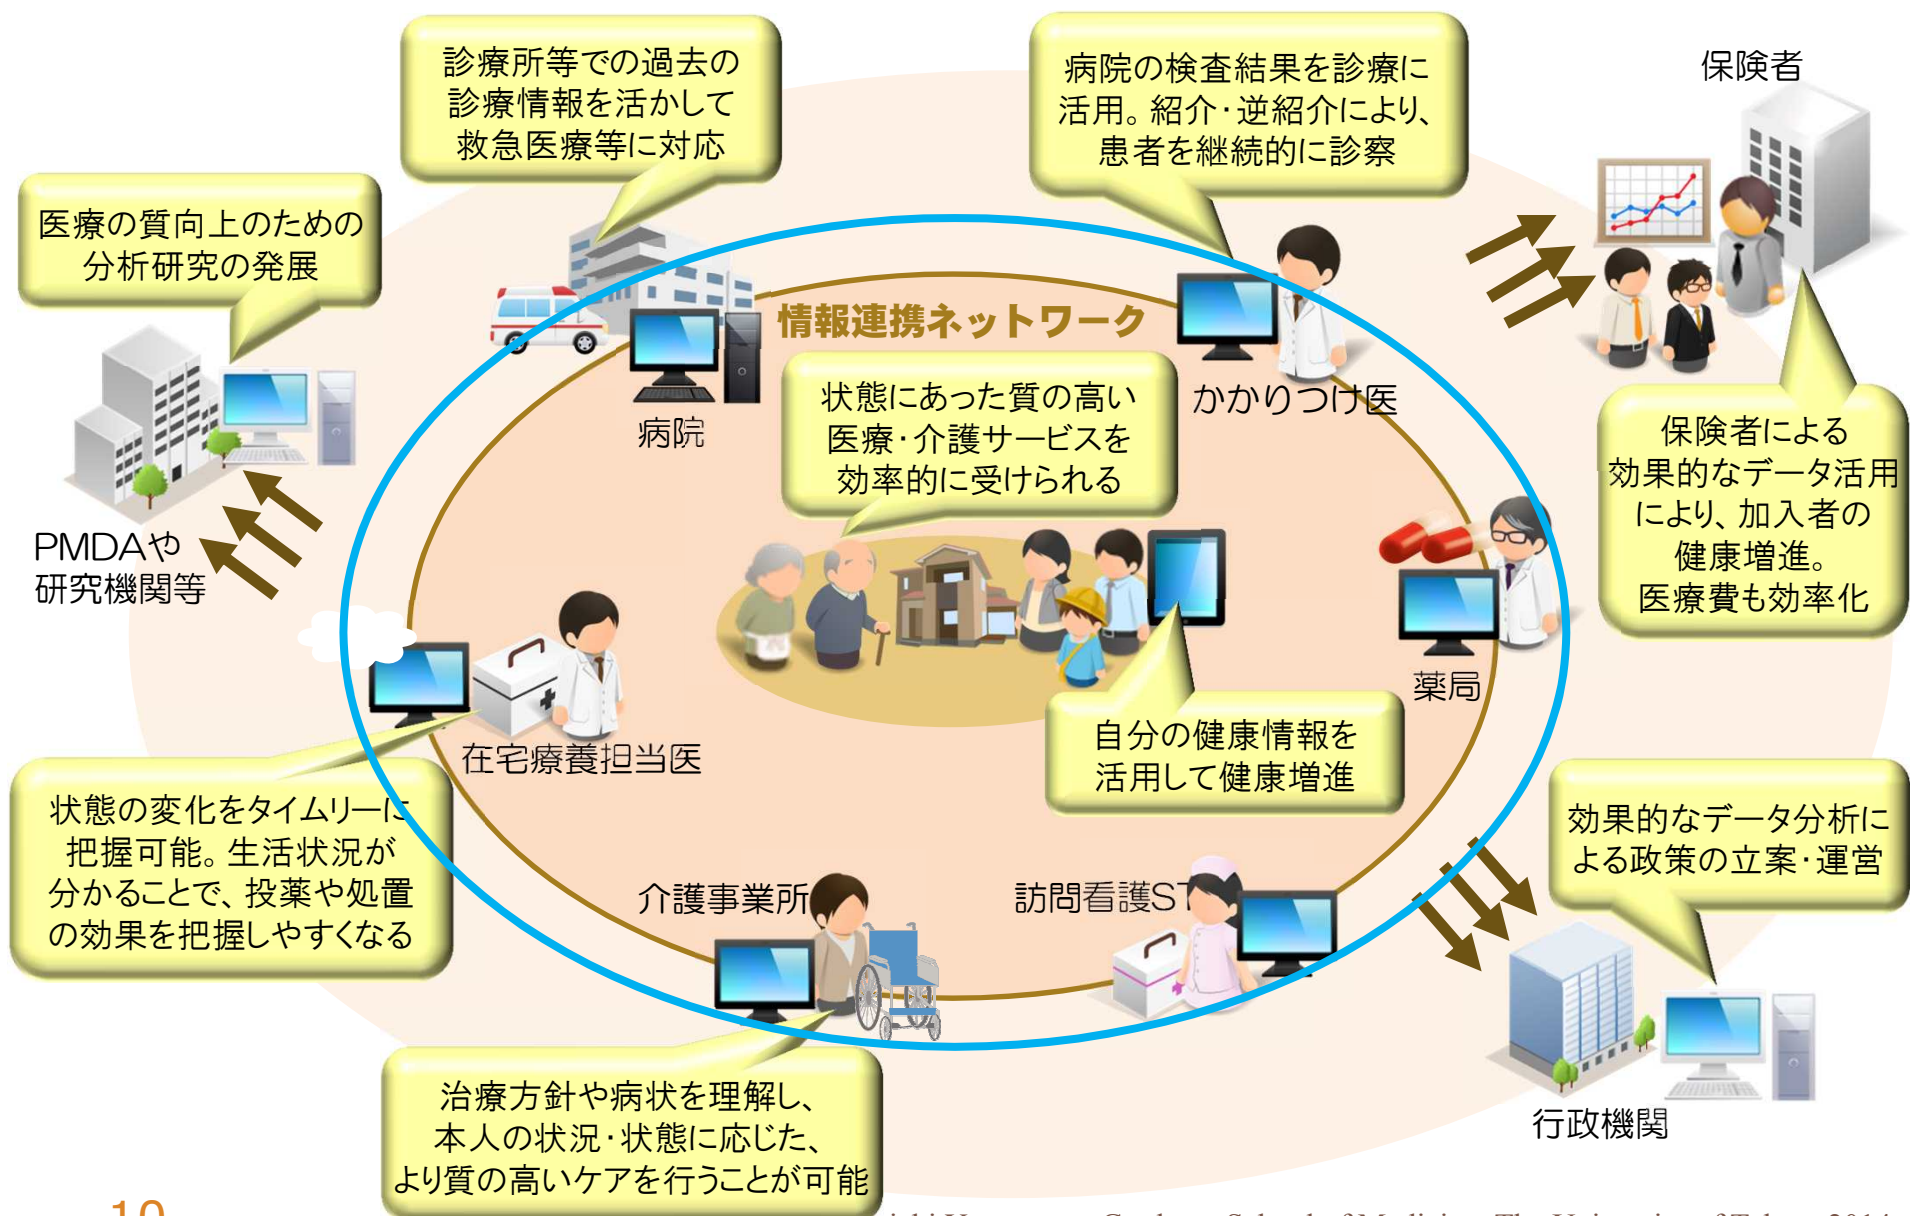 診療所等での過去の
診療情報を活かして
救急医療等に対応
病院の検査結果を診療に
活用。紹介・逆紹介により、
患者を継続的に診察
保険者
医療の質向上のための
分析研究の発展
情報連携ネットワーク
病院
かかりつけ医
状態にあった質の高い
医療・介護サービスを
効率的に受けられる
保険者による
効果的なデータ活用
により、加入者の
健康増進。
医療費も効率化
PMDAや
研究機関等
薬局
在宅療養担当医
自分の健康情報を
活用して健康増進
状態の変化をタイムリーに
把握可能。生活状況が
分かることで、投薬や処置
の効果を把握しやすくなる
効果的なデータ分析に
よる政策の立案・運営
介護事業所
訪問看護ST
治療方針や病状を理解し、
本人の状況・状態に応じた、
より質の高いケアを行うことが可能
行政機関
10
Graduate School of Medicine, The University of Tokyo 2014